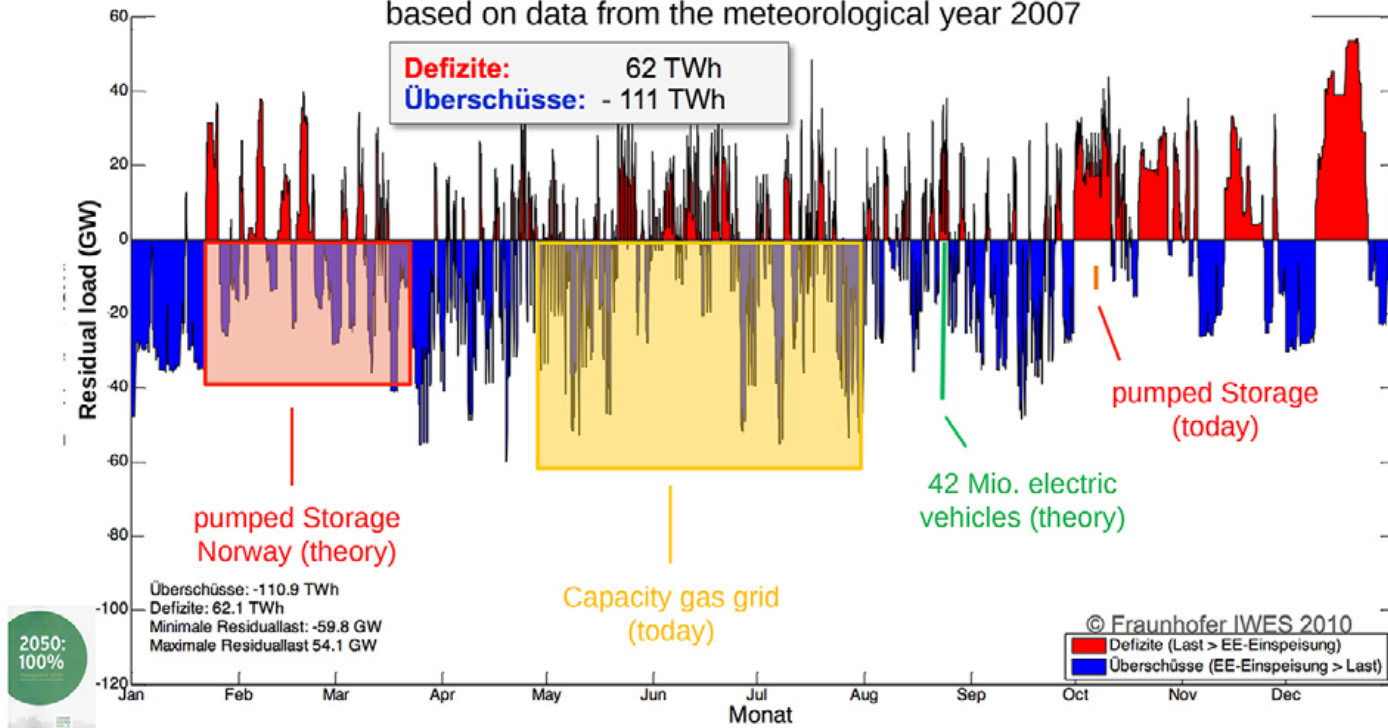 based on data from the meteorological year 2007
Defizite: 62 TWh
Überschüsse: - 111 TWh
Residual load (GW)
60
40
20
0
-20
-40
-60
-80
-100
-120
pumped Storage
Norway (theory)
Capacity gas grid
(today)
42 Mio. electric
vehicles (theory)
pumped Storage
(today)
Überschüsse: -110.9 TWh
Defizite: 62.1 TWh
Minimale Residuallast: -59.8 GW
Maximale Residuallast 54.1 GW
© Fraunhofer IWES 2010
Defizite (Last > EE-Einspeisung)
Überschüsse (EE-Einspeisung > Last)
2050:
100%
Jan Feb Mar Apr May Jun Jul Aug Sep Oct Nov Dec
Monat